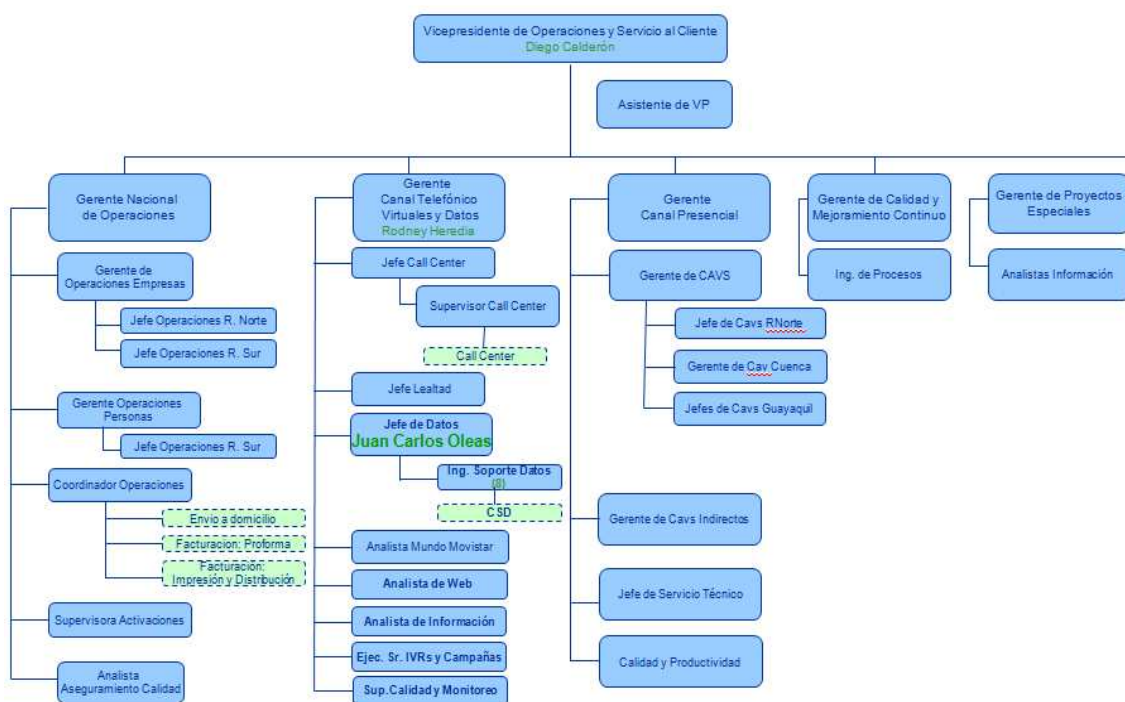 Vicepresidente de Operaciones y Servicio al Cliente
Diego Calderón
Asistente de VP
Gerente Nacional
de Operaciones
Gerente de
Operaciones Empresas
Jefe Operaciones R. Norte
Jefe Operaciones R. Sur
Gerente Operaciones
Personas
Jefe Operaciones R. Sur
Coordinador Operaciones
Envio a domicilio
Facturacion: Proforma
Facturación:
Impresión y Distribución
Supervisora Activaciones
Analista
Aseguramiento Calidad
Gerente
Canal Telefónico
Virtuales y Datos
Rodney Heredia
Jefe Call Center
Supervisor Call Center
Call Center
Jefe Lealtad
Jefe de Datos
Juan Carlos Oleas
Ing. Soporte Datos
(8)
CSD
Analista Mundo Movistar
Analista de Web
Analista de Información
Ejec. Sr. IVRs y Campañas
Sup.Calidad y Monitoreo
Gerente
Canal Presencial
Gerente de CAVS
Jefe de Cavs RNorte
Gerente de Cav Cuenca
Jefes de Cavs Guayaquil
Gerente de Cavs Indirectos
Jefe de Servicio Técnico
Calidad y Productividad
Gerente de Calidad y
Mejoramiento Continuo
Ing. de Procesos
Gerente de Proyectos
Especiales
Analistas Información